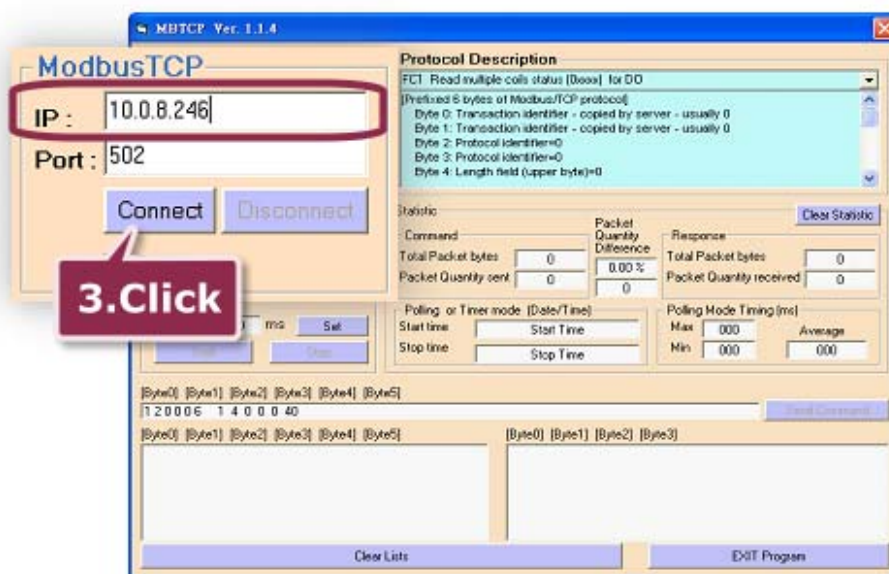 MBTCP Ver. 1.1.4
ModbusTCP
IP : 10.0.8.246
Port : 502
Connect Disconnect
3.Click
Protocol Description
FC1 Read multiple coils status (0xxxx) for DO
[Prefixed 6 bytes of Modbus/TCP protocol]
Byte 0: Transaction identifier - copied by server - usually 0
Byte 1: Transaction identifier - copied by server - usually 0
Byte 2: Protocol identifier=0
Byte 3: Protocol identifier=0
Byte 4: Length field (upper byte)=0
Statistic
Clear Statistic
Command
Total Packet bytes 0
Packet Quantity sent 0
Packet
Quantity
Difference
0.00 %
0
Response
Total Packet bytes 0
Packet Quantity received 0
ms Set
Polling or Timer mode (Date/Time)
Start time Start Time
Stop time Stop Time
Polling Mode Timing (ms)
Max 000 Average
Min 000 000
[Byte0] [Byte1] [Byte2] [Byte3] [Byte4] [Byte5]
1 2 0 0 0 6 1 4 0 0 0 40
Send Command
[Byte0] [Byte1] [Byte2] [Byte3] [Byte4] [Byte5]
[Byte0] [Byte1] [Byte2] [Byte3]
Clear Lists
EXIT Program